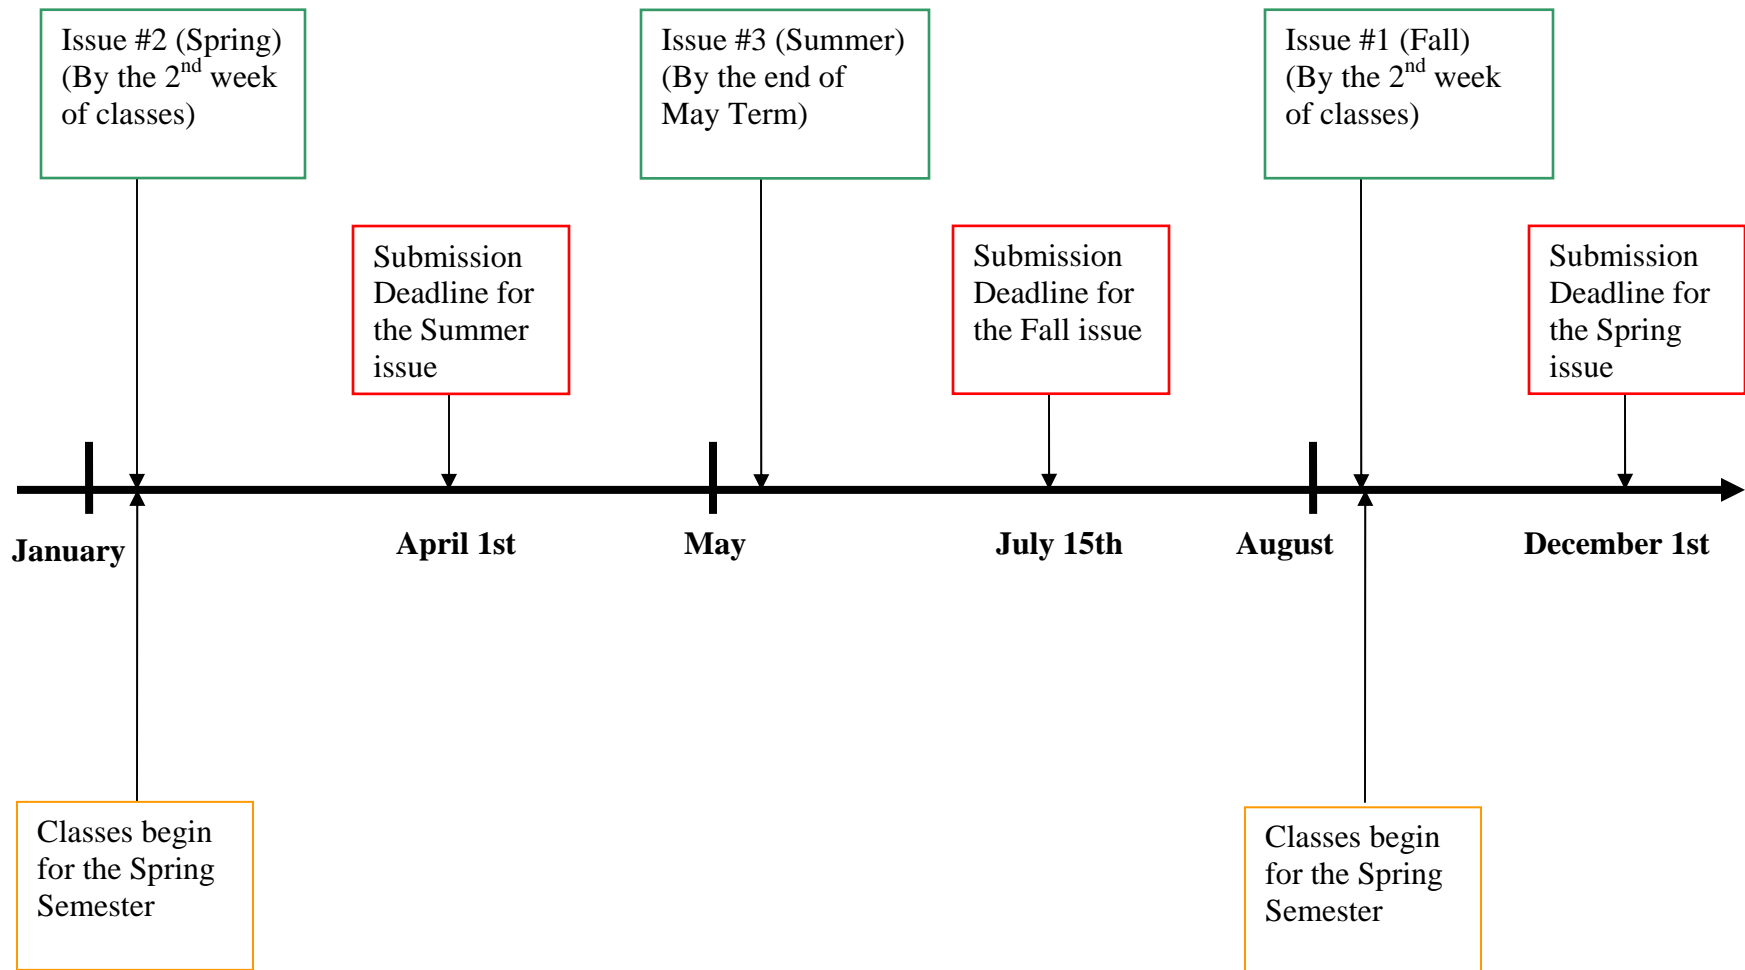 Issue #2 (Spring)
(By the 2nd week
of classes)
Issue #3 (Summer)
(By the end of
May Term)
Issue #1 (Fall)
(By the 2nd week
of classes)
Submission
Deadline for
the Summer
issue
Submission
Deadline for
the Fall issue
Submission
Deadline for
the Spring
issue
January
April 1st
May
July 15th
August
December 1st
Classes begin
for the Spring
Semester
Classes begin
for the Spring
Semester